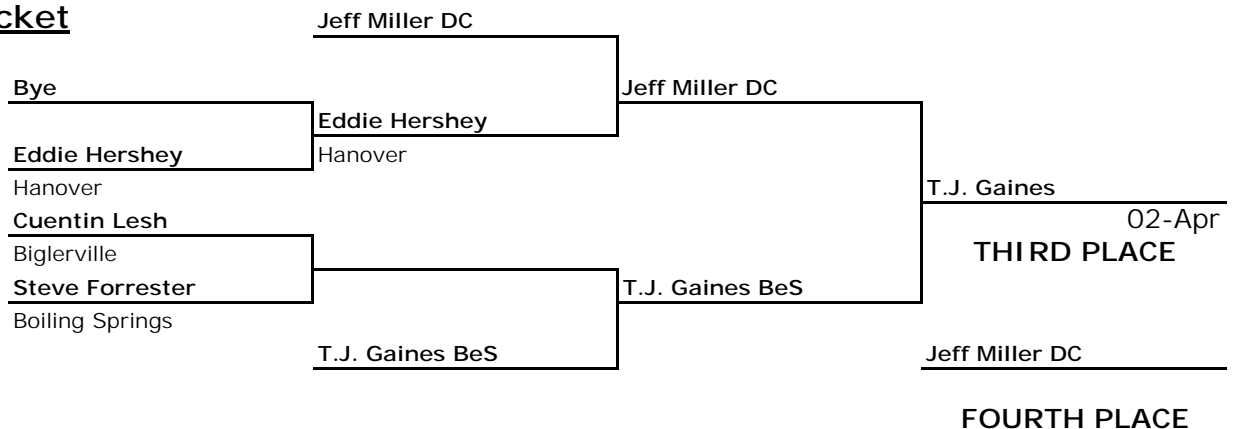 cket
Jeff Miller DC
Bye
Jeff Miller DC
Eddie Hershey
Eddie Hershey
Hanover
Hanover
T.J. Gaines
Cuentin Lesh
02-Apr
Biglerville
THIRD PLACE
Steve Forrester
T.J. Gaines BeS
Boiling Springs
T.J. Gaines BeS
Jeff Miller DC
FOURTH PLACE